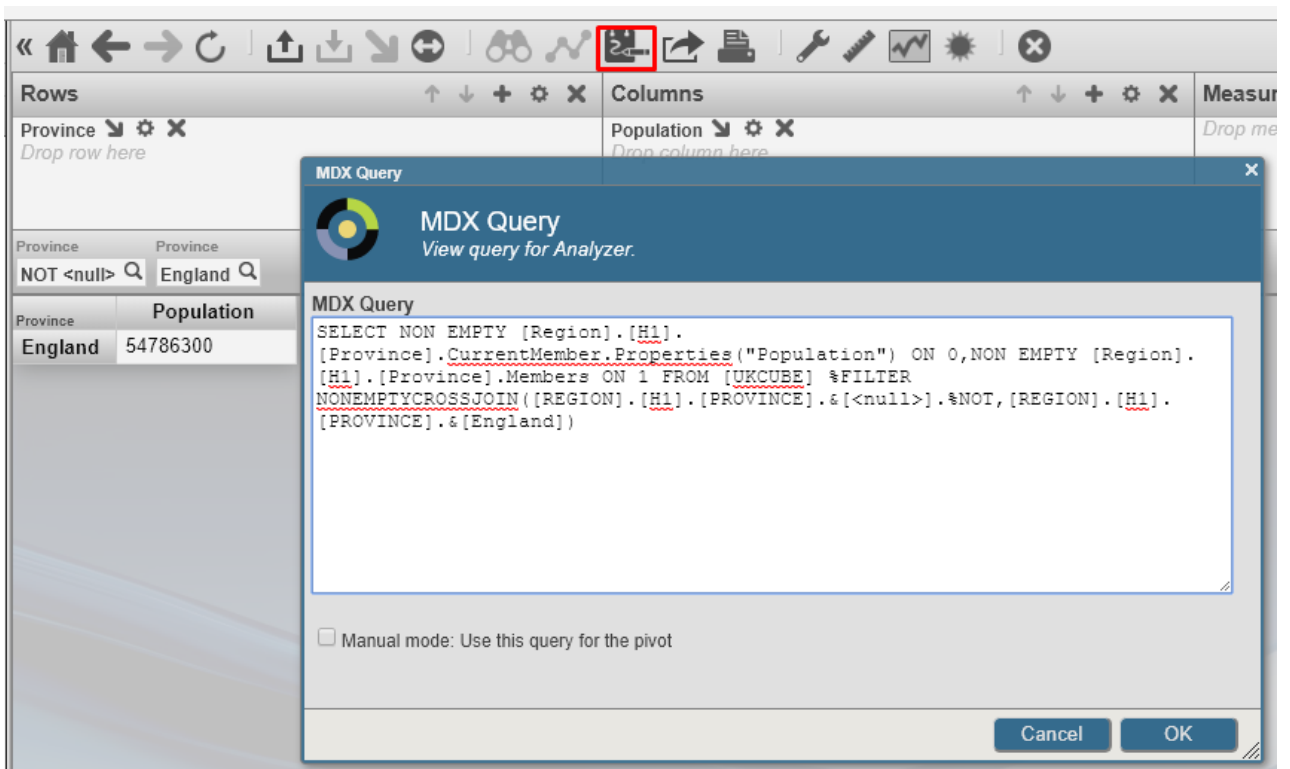 Rows
Columns
Measur
Province
Population
Drop me
Drop row here
Drop column here
MDX Query
MDX Query
View query for Analyzer.
Province
Province
NOT <null>
England
MDX Query
Province
Population
England
54786300
SELECT NON EMPTY [Region].[H1].
[Province].CurrentMember.Properties("Population") ON 0,NON EMPTY [Region].
[H1].[Province].Members ON 1 FROM [UKCUBE] %FILTER
NONEMPTYCROSSJOIN([REGION].[H1].[PROVINCE].&[<null>].%NOT,[REGION].[H1].
[PROVINCE].&[England])
Manual mode: Use this query for the pivot
Cancel
OK